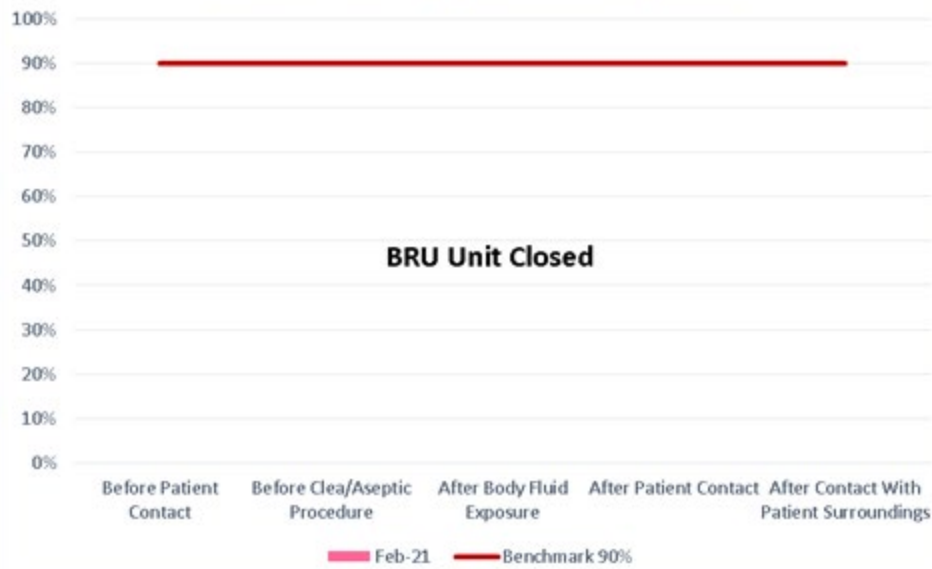 100%
90%
80%
70%
60%
50%
BRU Unit Closed
40%
30%
20%
10%
0%
Before Patient Contact
Before Clea/Aseptic Procedure
After Body Fluid Exposure
After Patient Contact
After Contact With Patient Surroundings
Feb-21
Benchmark 90%